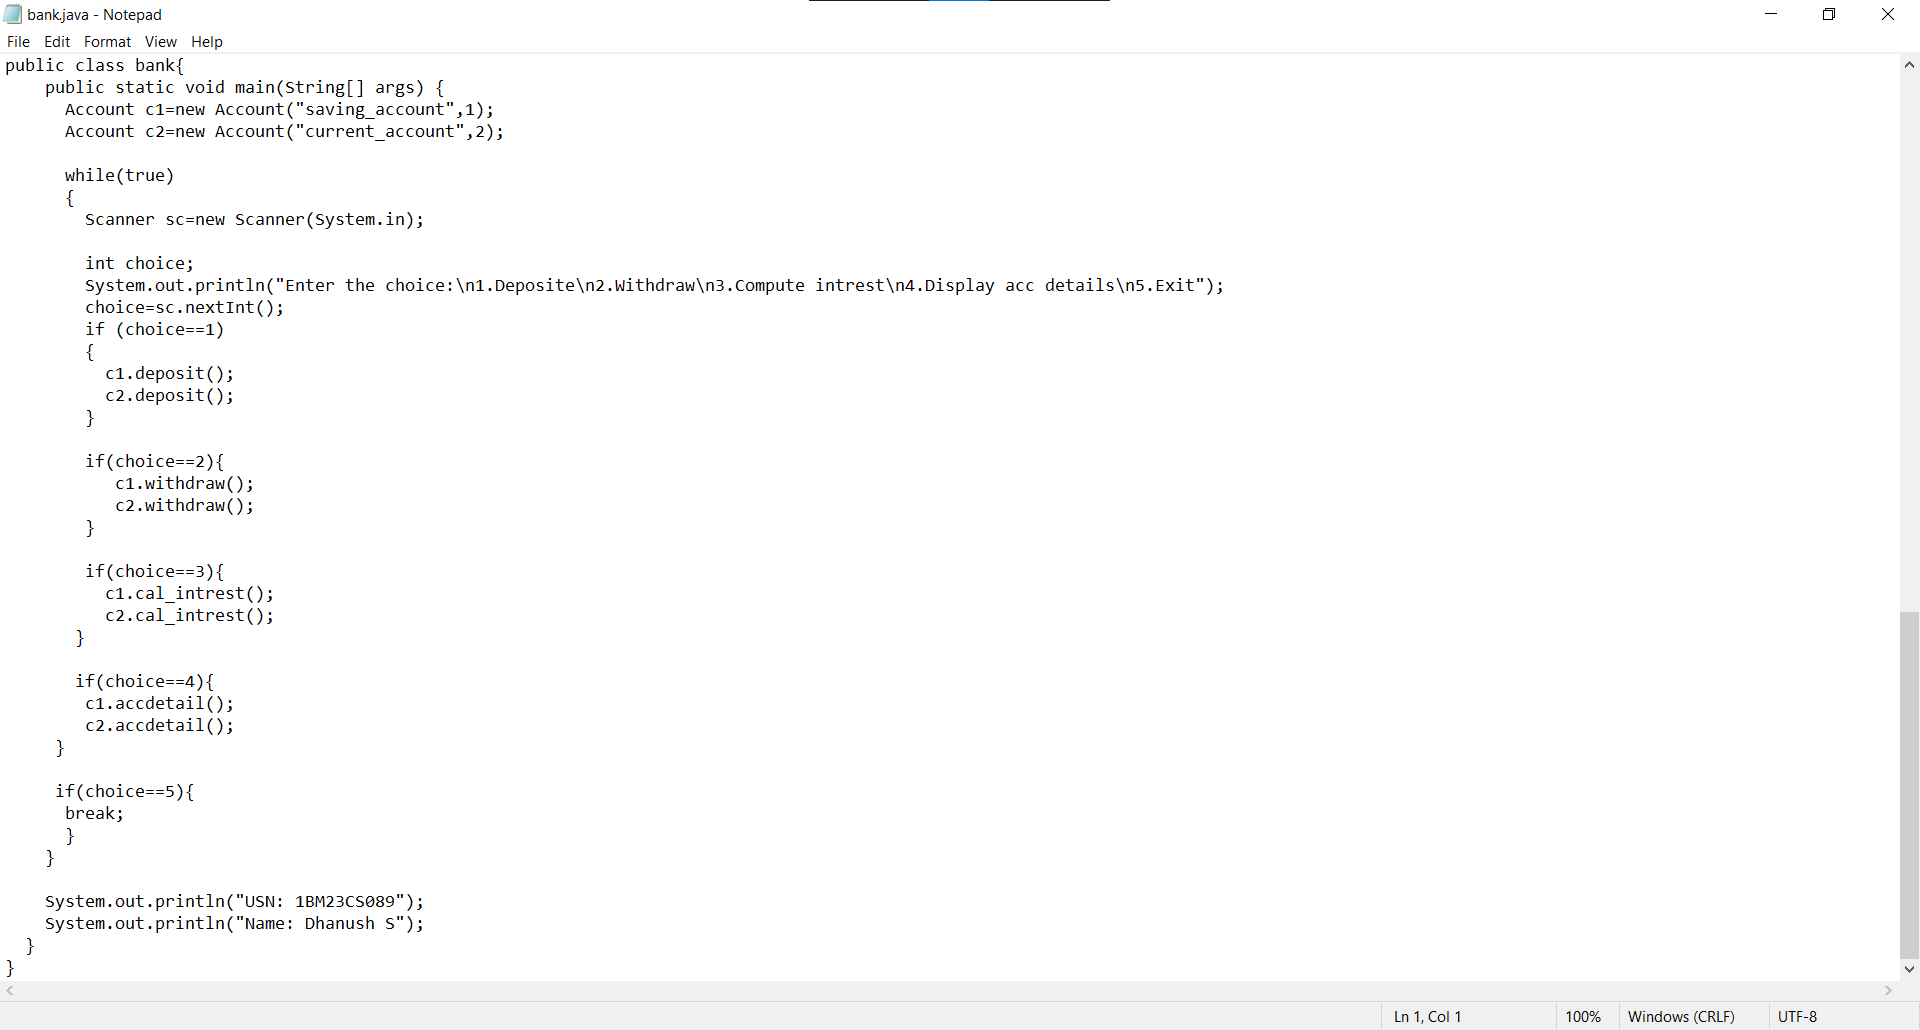 bank.java - Notepad
File Edit Format View Help
public class bank{
    public static void main(String[] args) {
      Account c1=new Account("saving_account",1);
      Account c2=new Account("current_account",2);

      while(true)
      {
        Scanner sc=new Scanner(System.in);

        int choice;
        System.out.println("Enter the choice:\n1.Deposite\n2.Withdraw\n3.Compute intrest\n4.Display acc details\n5.Exit");
        choice=sc.nextInt();
        if (choice==1)
        {
          c1.deposit();
          c2.deposit();
        }

        if(choice==2){
           c1.withdraw();
           c2.withdraw();
        }

        if(choice==3){
          c1.cal_intrest();
          c2.cal_intrest();
       }

       if(choice==4){
        c1.accdetail();
        c2.accdetail();
     }

     if(choice==5){
      break;
      }
    }

    System.out.println("USN: 1BM23CS089");
    System.out.println("Name: Dhanush S");
  }
}
Ln 1, Col 1 100% Windows (CRLF) UTF-8